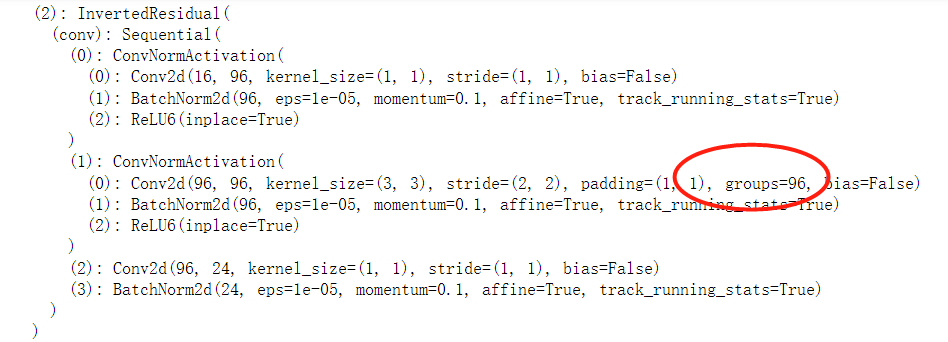 (2): InvertedResidual(
(conv): Sequential(
(0): ConvNormActivation(
(0): Conv2d(16, 96, kernel_size=(1, 1), stride=(1, 1), bias=False)
(1): BatchNorm2d(96, eps=1e-05, momentum=0.1, affine=True, track_running_stats=True)
(2): ReLU6(inplace=True)
)
(1): ConvNormActivation(
(0): Conv2d(96, 96, kernel_size=(3, 3), stride=(2, 2), padding=(1, 1), groups=96, bias=False)
(1): BatchNorm2d(96, eps=1e-05, momentum=0.1, affine=True, track_running_stats=True)
(2): ReLU6(inplace=True)
)
(2): Conv2d(96, 24, kernel_size=(1, 1), stride=(1, 1), bias=False)
(3): BatchNorm2d(24, eps=1e-05, momentum=0.1, affine=True, track_running_stats=True)
)
)